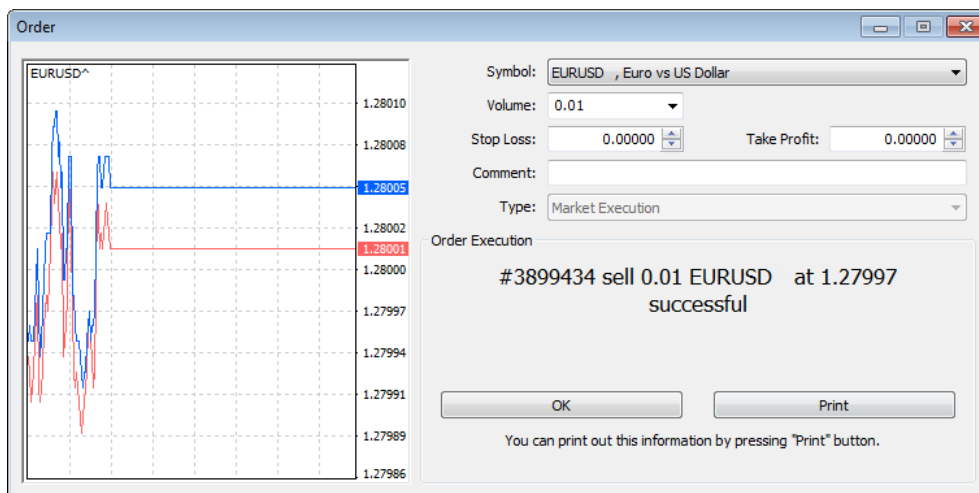 Order
EURUSD^
1.28010
1.28008
1.28005
1.28002
1.28001
1.28000
1.27997
1.27994
1.27991
1.27989
1.27986
Symbol: EURUSD , Euro vs US Dollar
Volume: 0.01
Stop Loss: 0.00000 Take Profit: 0.00000
Comment:
Type: Market Execution
Order Execution
#3899434 sell 0.01 EURUSD at 1.27997
successful
OK Print
You can print out this information by pressing "Print" button.